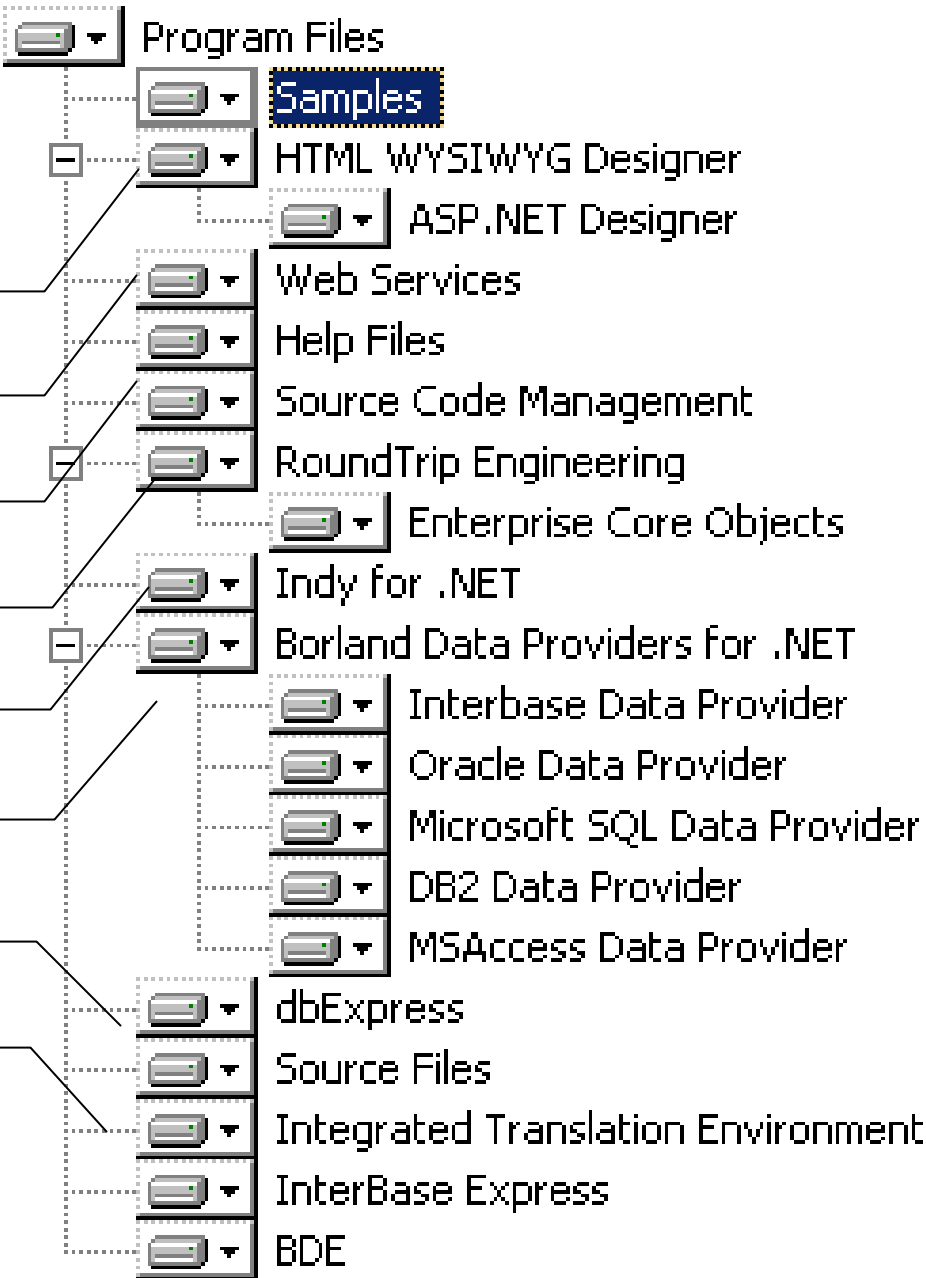 Program Files
Samples
HTML WYSIWYG Designer
ASP.NET Designer
Web Services
Help Files
Source Code Management
RoundTrip Engineering
Enterprise Core Objects
Indy for .NET
Borland Data Providers for .NET
Interbase Data Provider
Oracle Data Provider
Microsoft SQL Data Provider
DB2 Data Provider
MSAccess Data Provider
dbExpress
Source Files
Integrated Translation Environment
InterBase Express
BDE